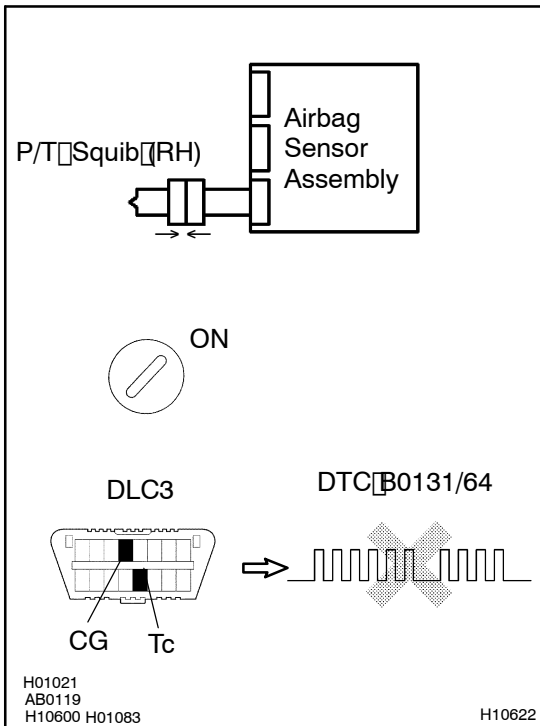 Airbag
Sensor
Assembly
P/T▯Squib▯(RH)
ON
DLC3
DTC▯B0131/64
CG
Tc
H01021
AB0119
H10600 H01083
H10622